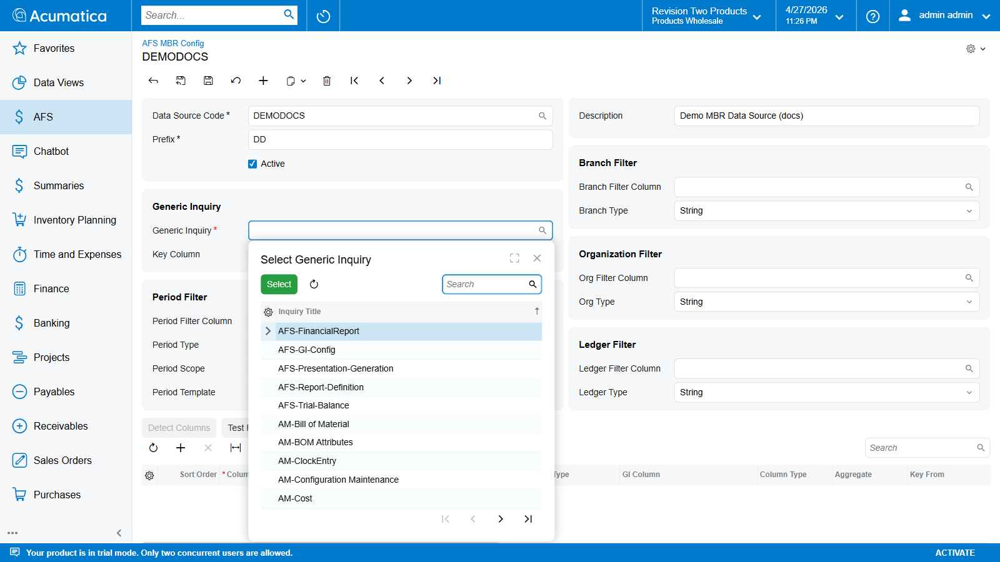 Acumatica
Search...
Revision Two Products
Products Wholesale
4/27/2026
11:26 PM
admin admin
Favorites
Data Views
AFS
Chatbot
Summaries
Inventory Planning
Time and Expenses
Finance
Banking
Projects
Payables
Receivables
Sales Orders
Purchases
AFS MBR Config
DEMODOCS
Data Source Code *
DEMODOCS
Prefix *
DD
Active
Description
Demo MBR Data Source (docs)
Generic Inquiry
Generic Inquiry *
Key Column
Branch Filter
Branch Filter Column
Branch Type
String
Organization Filter
Org Filter Column
Org Type
String
Period Filter
Period Filter Column
Period Type
Period Scope
Period Template
Ledger Filter
Ledger Filter Column
Ledger Type
String
Select Generic Inquiry
Select
Search
Inquiry Title
AFS-FinancialReport
AFS-GI-Config
AFS-Presentation-Generation
AFS-Report-Definition
AFS-Trial-Balance
AM-Bill of Material
AM-BOM Attributes
AM-ClockEntry
AM-Configuration Maintenance
AM-Cost
Detect Columns
Test
Search
Sort Order
* Colum
Type
GI Column
Column Type
Aggregate
Key From
Your product is in trial mode. Only two concurrent users are allowed.
ACTIVATE